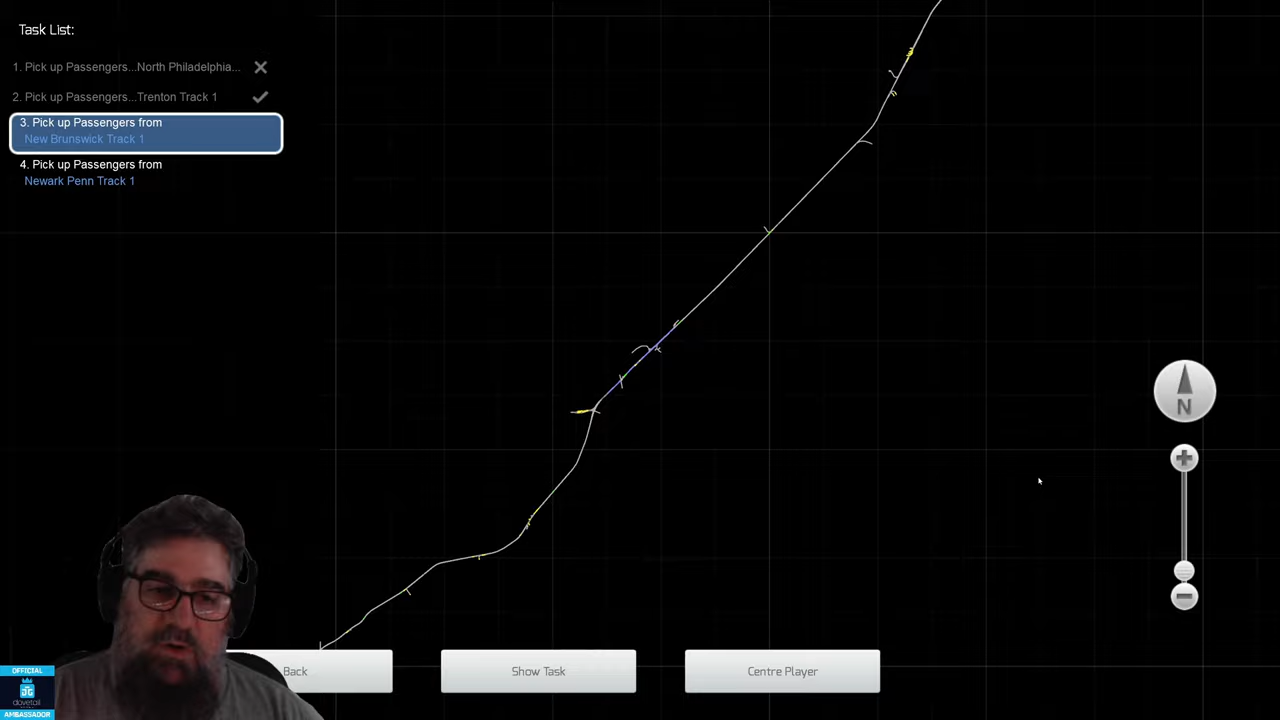 Task List:
1. Pick up Passengers...North Philadelphia...
2. Pick up Passengers...Trenton Track 1
3. Pick up Passengers from
New Brunswick Track 1
4. Pick up Passengers from
Newark Penn Track 1
N
Back
Show Task
Centre Player
OFFICIAL
dovetail
AMBASSADOR